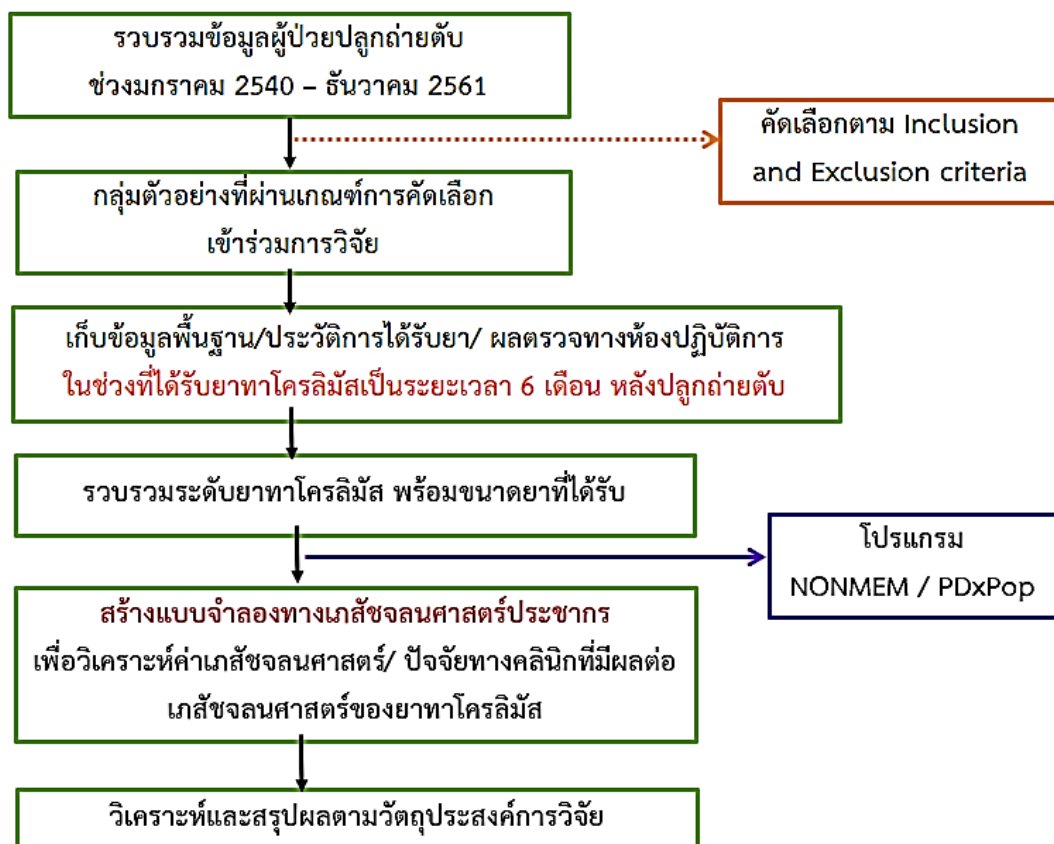 รวบรวมข้อมูลผู้ป่วยปลูกถ่ายตับ
ช่วงมกราคม 2540 – ธันวาคม 2561
คัดเลือกตาม Inclusion
and Exclusion criteria
กลุ่มตัวอย่างที่ผ่านเกณฑ์การคัดเลือก
เข้าร่วมการวิจัย
เก็บข้อมูลพื้นฐาน/ประวัติการได้รับยา/ ผลตรวจทางห้องปฏิบัติการ
ในช่วงที่ได้รับยาทาโครลิมัสเป็นระยะเวลา 6 เดือน หลังปลูกถ่ายตับ
รวบรวมระดับยาทาโครลิมัส พร้อมขนาดยาที่ได้รับ
โปรแกรม
NONMEM / PDxPop
สร้างแบบจำลองทางเภสัชจลนศาสตร์ประชากร
เพื่อวิเคราะห์ค่าเภสัชจลนศาสตร์/ ปัจจัยทางคลินิกที่มีผลต่อ
เภสัชจลนศาสตร์ของยาทาโครลิมัส
วิเคราะห์และสรุปผลตามวัตถุประสงค์การวิจัย